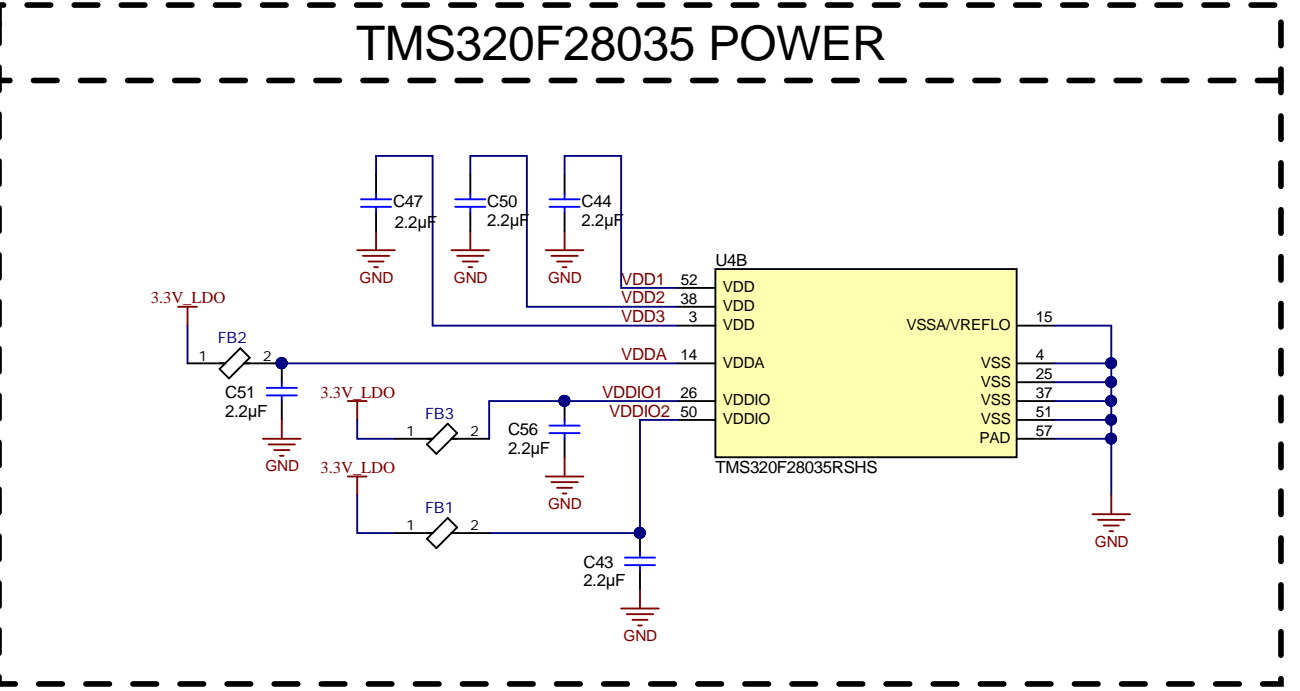 TMS320F28035 POWER
C47
2.2µF
C50
2.2µF
C44
2.2µF
GND
GND
GND
U4B
VDD1 52 VDD
VDD2 38 VDD
VDD3 3 VDD
VSSA/VREFLO 15
3.3V_LDO
FB2
1 2
VDDA 14 VDDA
VSS 4
VSS 25
C51
2.2µF
GND
3.3V_LDO
FB3
1 2
VDDIO1 26 VDDIO
VDDIO2 50 VDDIO
VSS 37
VSS 51
PAD 57
C56
2.2µF
GND
TMS320F28035RSHS
3.3V_LDO
FB1
1 2
GND
C43
2.2µF
GND